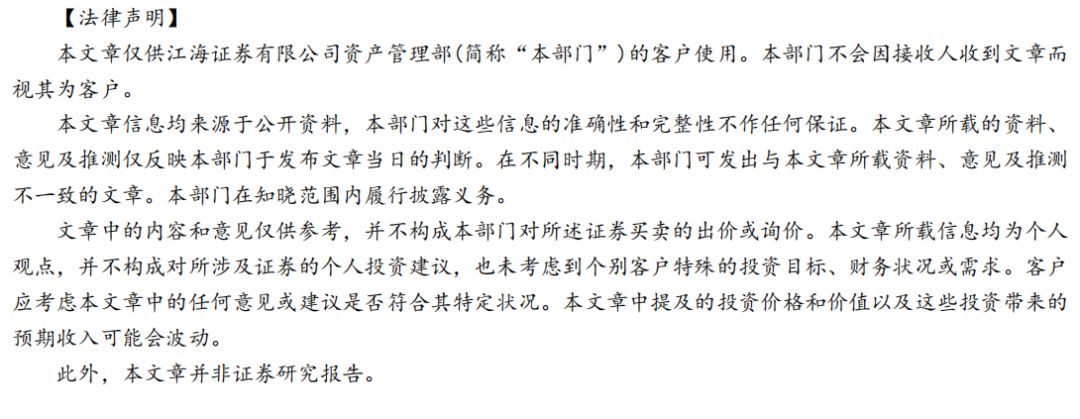 【法律声明】
本文章仅供江海证券有限公司资产管理部(简称“本部门”)的客户使用。本部门不会因接收人收到文章而
视其为客户。
本文章信息均来源于公开资料，本部门对这些信息的准确性和完整性不作任何保证。本文章所载的资料、
意见及推测仅反映本部门于发布文章当日的判断。在不同时期，本部门可发出与本文章所载资料、意见及推测
不一致的文章。本部门在知晓范围内履行披露义务。
文章中的内容和意见仅供参考，并不构成本部门对所述证券买卖的出价或询价。本文章所载信息均为个人
观点，并不构成对所涉及证券的个人投资建议，也未考虑到个别客户特殊的投资目标、财务状况或需求。客户
应考虑本文章中的任何意见或建议是否符合其特定状况。本文章中提及的投资价格和价值以及这些投资带来的
预期收入可能会波动。
此外，本文章并非证券研究报告。